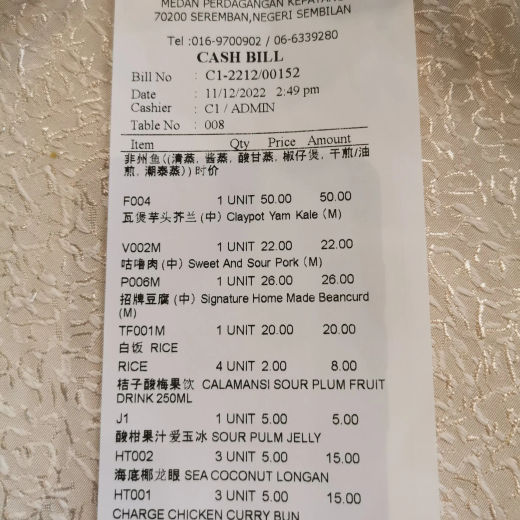 MEDAN PERDAGANGAN KEPAYANG
70200 SEREMBAN,NEGERI SEMBILAN
Tel :016-9700902 / 06-6339280
CASH BILL
Bill No : C1-2212/00152
Date : 11/12/2022 2:49 pm
Cashier : C1 / ADMIN
Table No : 008
Item Qty Price Amount
非州鱼((清蒸, 酱蒸, 酸甘蒸, 椒仔煲, 干煎/油
煎, 潮泰蒸))时价
F004 1 UNIT 50.00 50.00
瓦煲芋头芥兰(中) Claypot Yam Kale (M)
V002M 1 UNIT 22.00 22.00
咕噜肉(中) Sweet And Sour Pork (M)
P006M 1 UNIT 26.00 26.00
招牌豆腐(中) Signature Home Made Beancurd
(M)
TF001M 1 UNIT 20.00 20.00
白饭 RICE
RICE 4 UNIT 2.00 8.00
桔子酸梅果饮 CALAMANSI SOUR PLUM FRUIT
DRINK 250ML
J1 1 UNIT 5.00 5.00
酸柑果汁爱玉冰 SOUR PULM JELLY
HT002 3 UNIT 5.00 15.00
海底椰龙眼 SEA COCONUT LONGAN
HT001 3 UNIT 5.00 15.00
CHARGE CHICKEN CURRY BUN